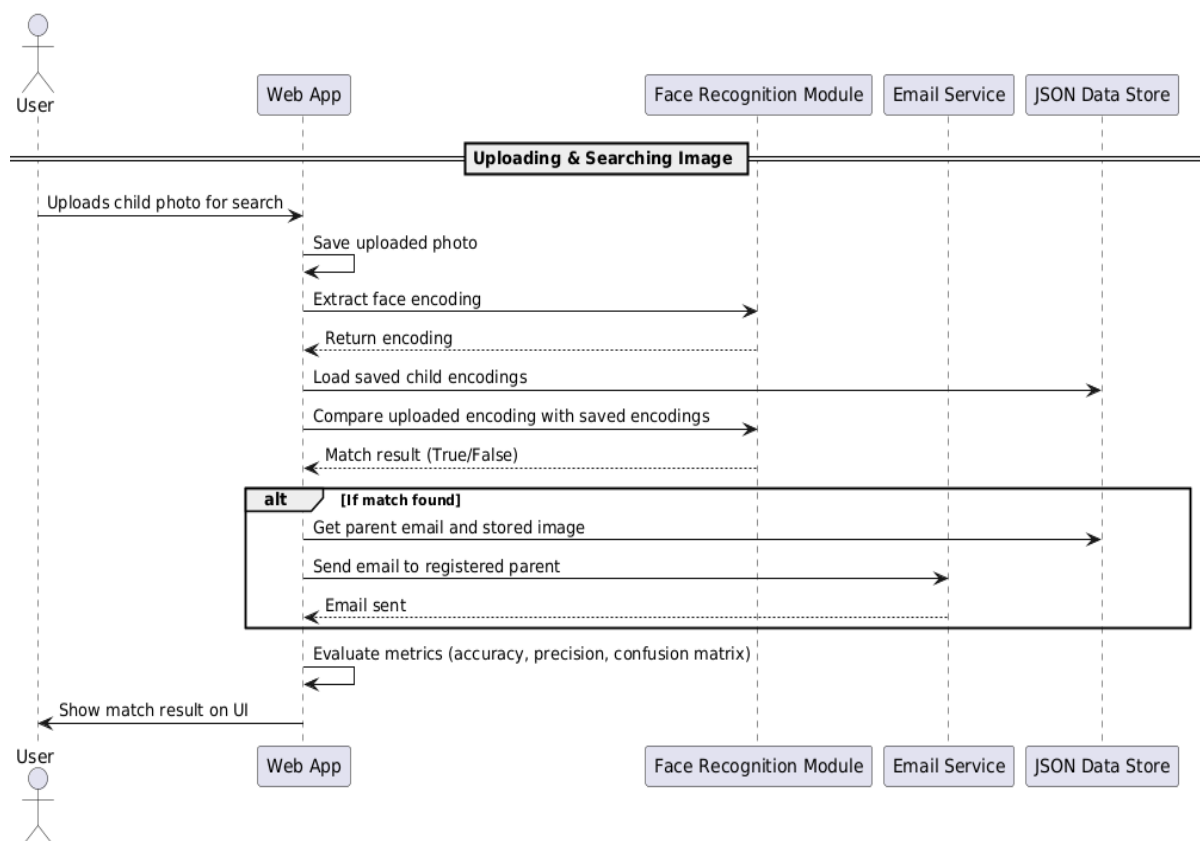 User
Web App
Face Recognition Module
Email Service
JSON Data Store
Uploading & Searching Image
Uploads child photo for search
Save uploaded photo
Extract face encoding
Return encoding
Load saved child encodings
Compare uploaded encoding with saved encodings
Match result (True/False)
alt [If match found]
Get parent email and stored image
Send email to registered parent
Email sent
Evaluate metrics (accuracy, precision, confusion matrix)
Show match result on UI
User
Web App
Face Recognition Module
Email Service
JSON Data Store